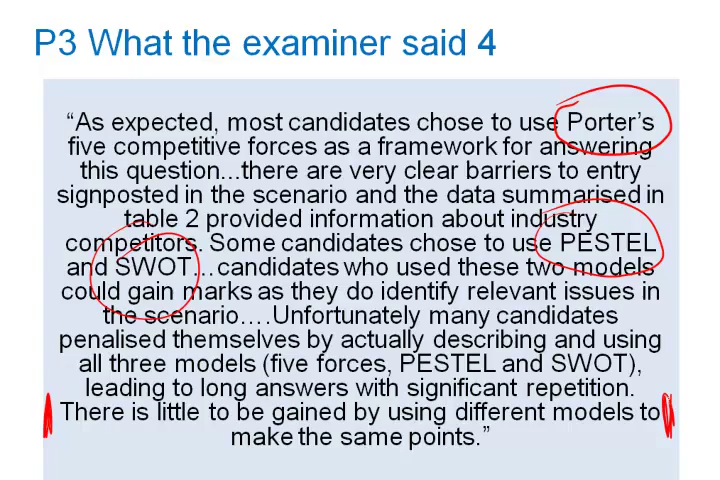 P3 What the examiner said 4
“As expected, most candidates chose to use Porter’s
five competitive forces as a framework for answering
this question...there are very clear barriers to entry
signposted in the scenario and the data summarised in
table 2 provided information about industry
competitors. Some candidates chose to use PESTEL
and SWOT…candidates who used these two models
could gain marks as they do identify relevant issues in
the scenario….Unfortunately many candidates
penalised themselves by actually describing and using
all three models (five forces, PESTEL and SWOT),
leading to long answers with significant repetition.
There is little to be gained by using different models to
make the same points.”